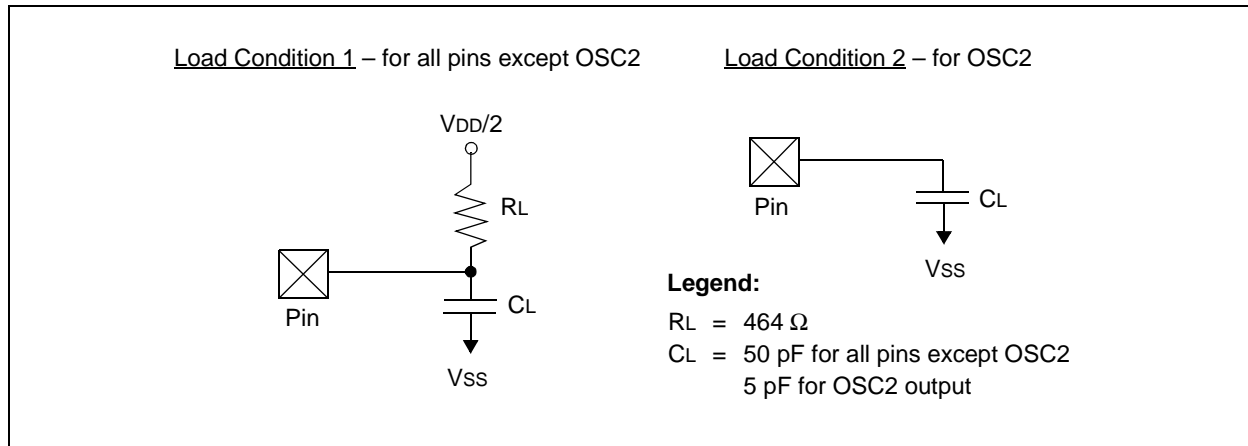 Load Condition 1 – for all pins except OSC2
VDD/2
RL
Pin
CL
VSS
Load Condition 2 – for OSC2
Pin
CL
VSS
Legend:
RL = 464 Ω
CL = 50 pF for all pins except OSC2
5 pF for OSC2 output